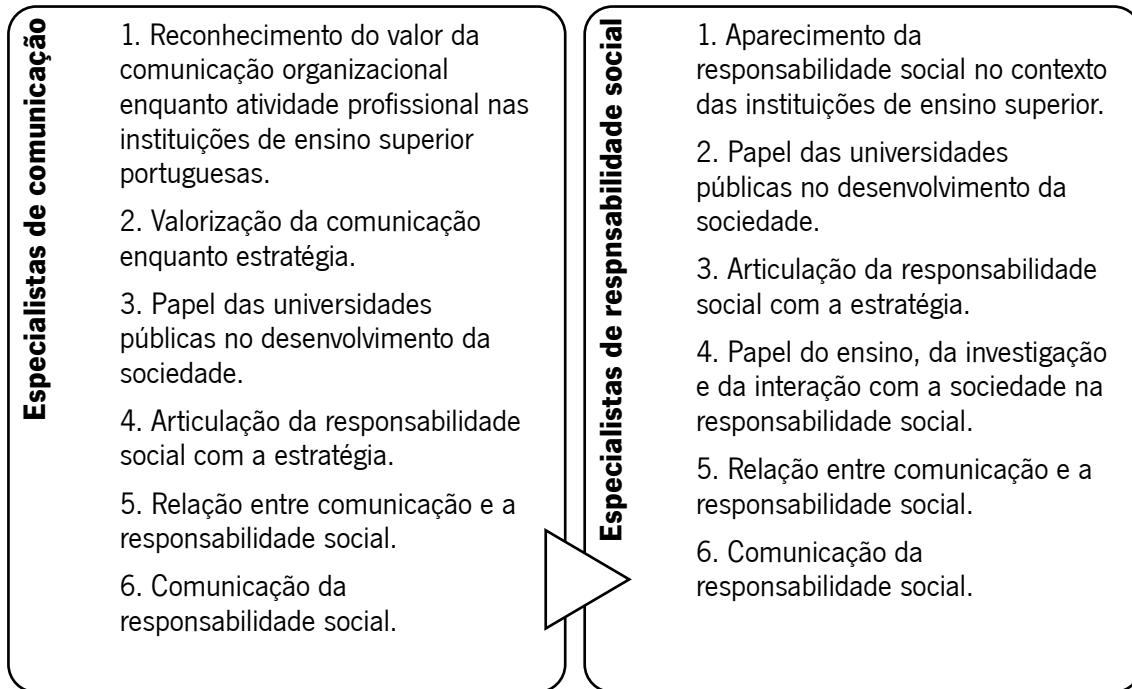 Especialistas de comunicação
1. Reconhecimento do valor da
comunicação organizacional
enquanto atividade profissional nas
instituições de ensino superior
portuguesas.
2. Valorização da comunicação
enquanto estratégia.
3. Papel das universidades
públicas no desenvolvimento da
sociedade.
4. Articulação da responsabilidade
social com a estratégia.
5. Relação entre comunicação e a
responsabilidade social.
6. Comunicação da
responsabilidade social.
Especialistas de respnsabilidade social
1. Aparecimento da
responsabilidade social no contexto
das instituições de ensino superior.
2. Papel das universidades
públicas no desenvolvimento da
sociedade.
3. Articulação da responsabilidade
social com a estratégia.
4. Papel do ensino, da investigação
e da interação com a sociedade na
responsabilidade social.
5. Relação entre comunicação e a
responsabilidade social.
6. Comunicação da
responsabilidade social.